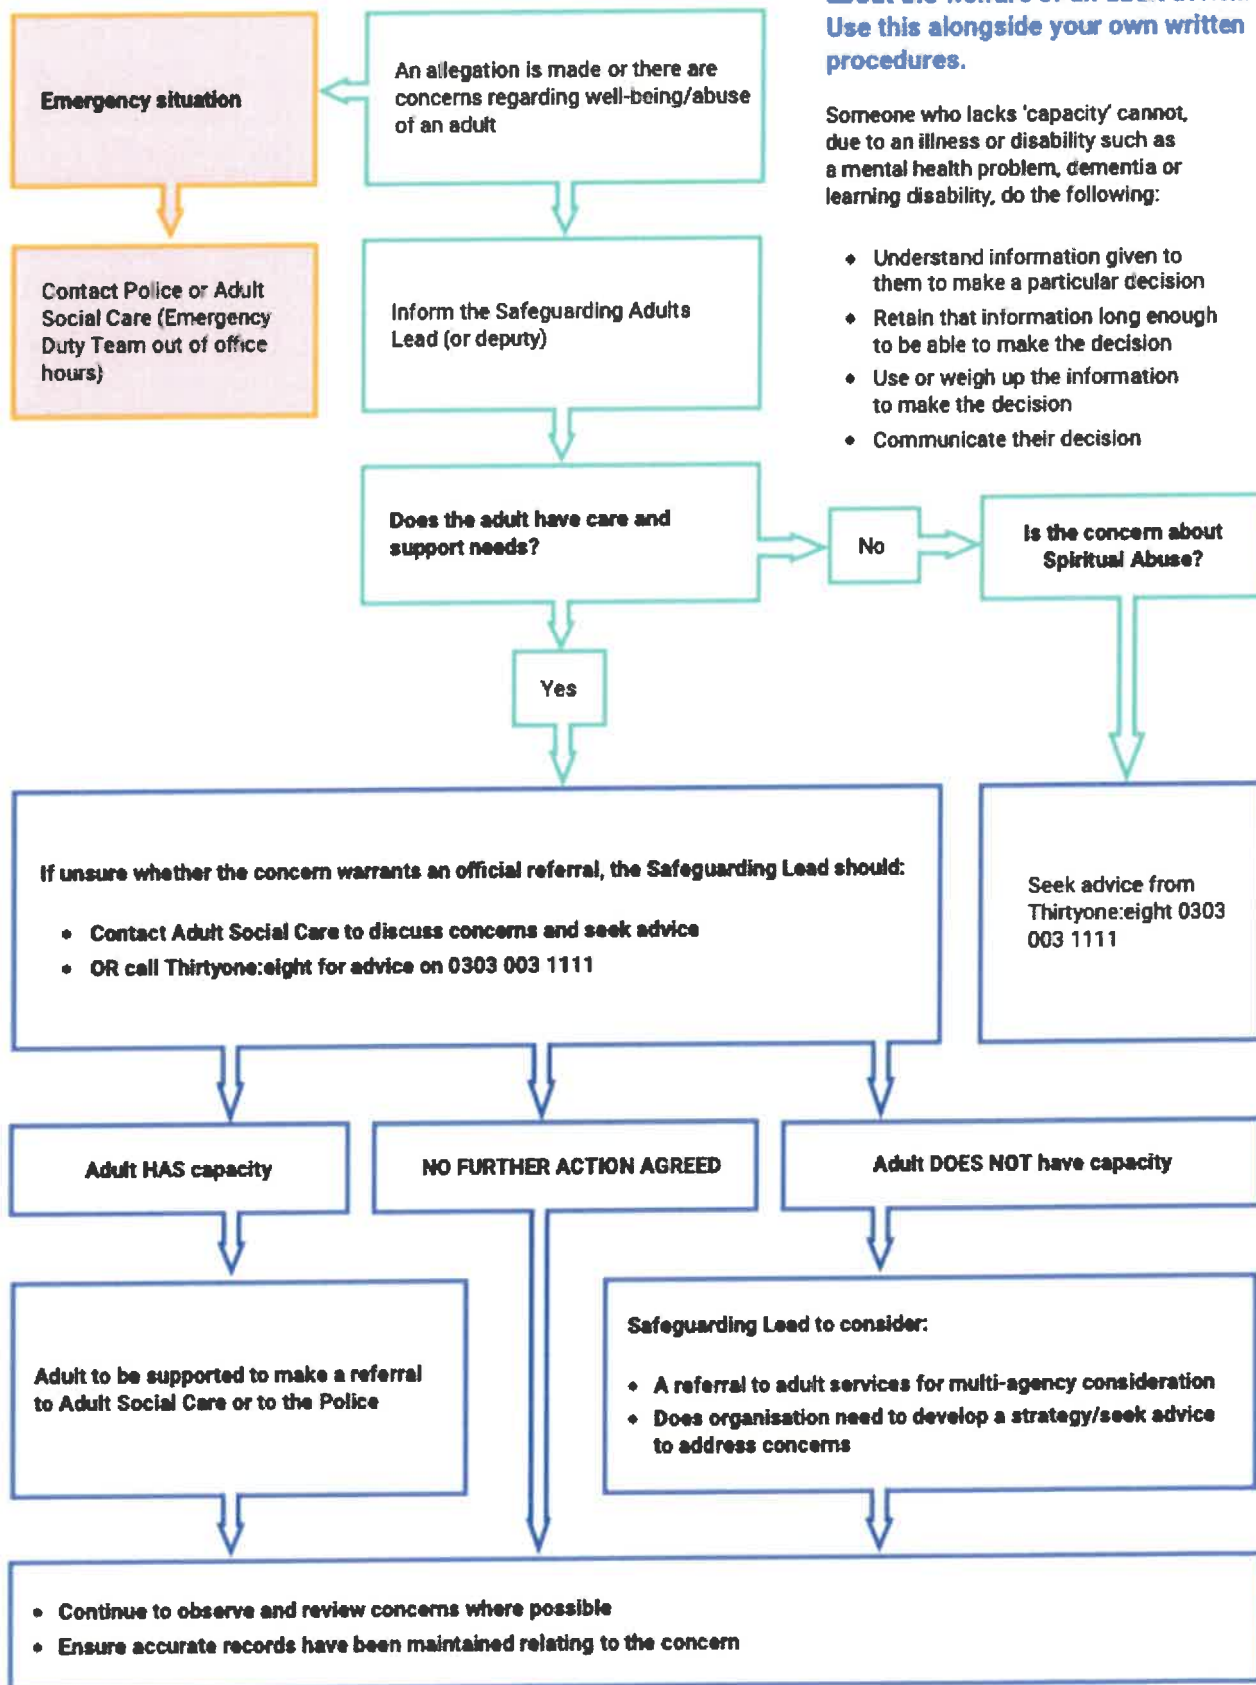 Use this alongside your own written
procedures.
Someone who lacks 'capacity' cannot,
due to an illness or disability such as
a mental health problem, dementia or
learning disability, do the following:
• Understand information given to
them to make a particular decision
• Retain that information long enough
to be able to make the decision
• Use or weigh up the information
to make the decision
• Communicate their decision
Emergency situation
An allegation is made or there are
concerns regarding well-being/abuse
of an adult
Contact Police or Adult
Social Care (Emergency
Duty Team out of office
hours)
Inform the Safeguarding Adults
Lead (or deputy)
Does the adult have care and
support needs?
No
Is the concern about
Spiritual Abuse?
Yes
If unsure whether the concern warrants an official referral, the Safeguarding Lead should:
• Contact Adult Social Care to discuss concerns and seek advice
• OR call Thirtyone:eight for advice on 0303 003 1111
Seek advice from
Thirtyone:eight 0303
003 1111
Adult HAS capacity
NO FURTHER ACTION AGREED
Adult DOES NOT have capacity
Adult to be supported to make a referral
to Adult Social Care or to the Police
Safeguarding Lead to consider:
• A referral to adult services for multi-agency consideration
• Does organisation need to develop a strategy/seek advice
to address concerns
• Continue to observe and review concerns where possible
• Ensure accurate records have been maintained relating to the concern